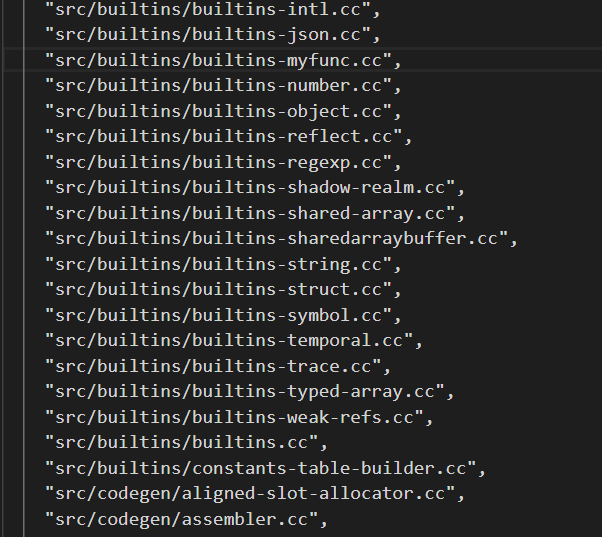 "src/builtins/builtins-intl.cc",
"src/builtins/builtins-json.cc",
"src/builtins/builtins-myfunc.cc",
"src/builtins/builtins-number.cc",
"src/builtins/builtins-object.cc",
"src/builtins/builtins-reflect.cc",
"src/builtins/builtins-regexp.cc",
"src/builtins/builtins-shadow-realm.cc",
"src/builtins/builtins-shared-array.cc",
"src/builtins/builtins-sharedarraybuffer.cc",
"src/builtins/builtins-string.cc",
"src/builtins/builtins-struct.cc",
"src/builtins/builtins-symbol.cc",
"src/builtins/builtins-temporal.cc",
"src/builtins/builtins-trace.cc",
"src/builtins/builtins-typed-array.cc",
"src/builtins/builtins-weak-refs.cc",
"src/builtins/builtins.cc",
"src/builtins/constants-table-builder.cc",
"src/codegen/aligned-slot-allocator.cc",
"src/codegen/assembler.cc",